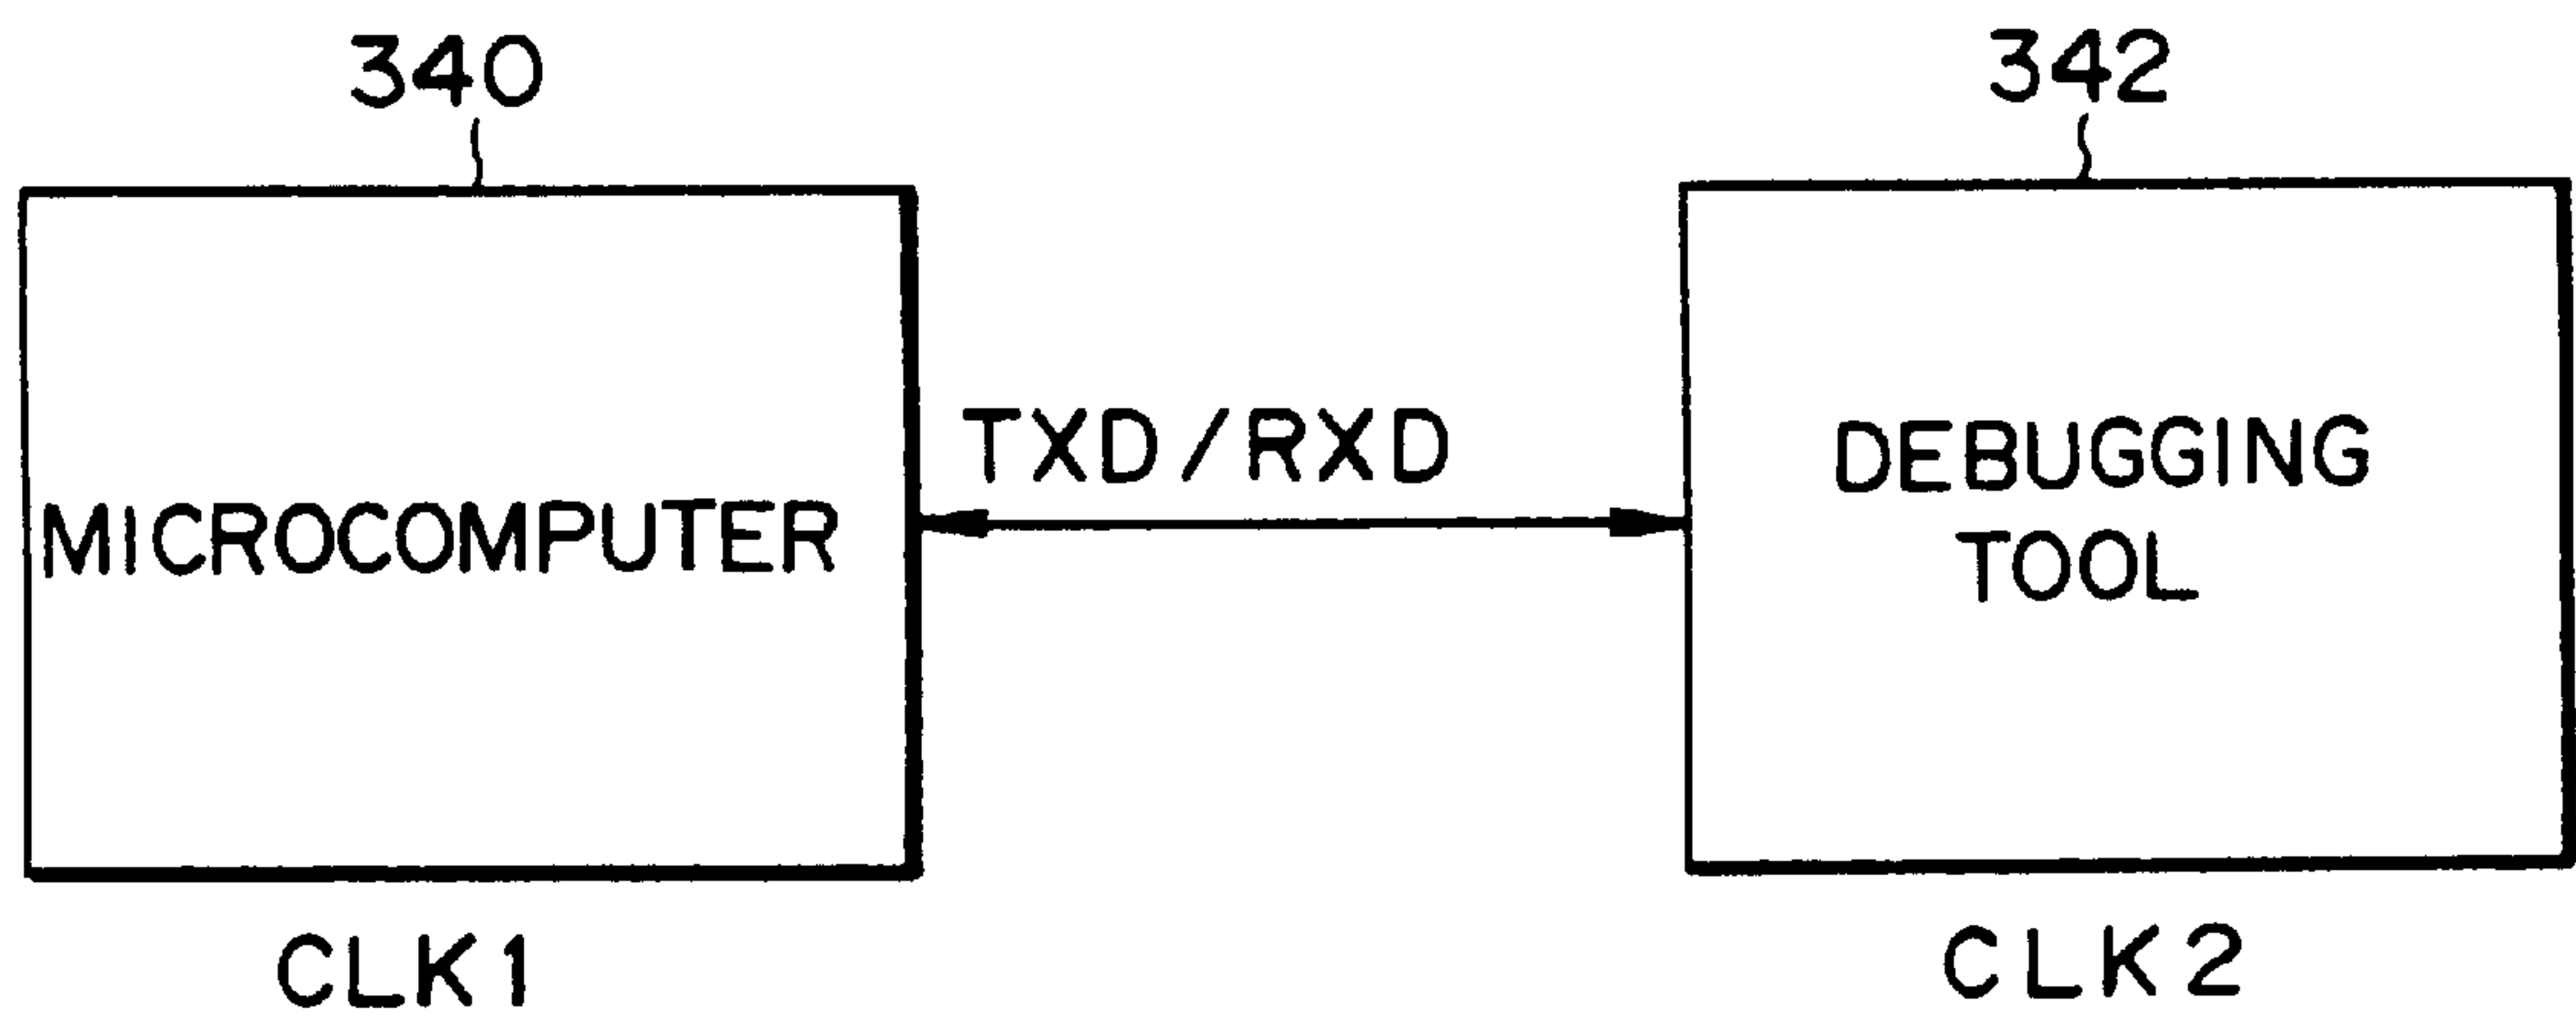 340
342
MICROCOMPUTER
TXD/RXD
DEBUGGING
TOOL
CLK1
CLK2